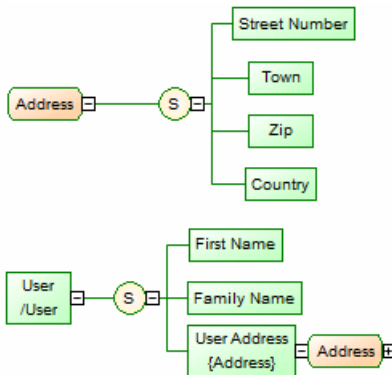 Address
S
Street Number
Town
Zip
Country
User
/User
S
First Name
Family Name
User Address
{Address}
Address